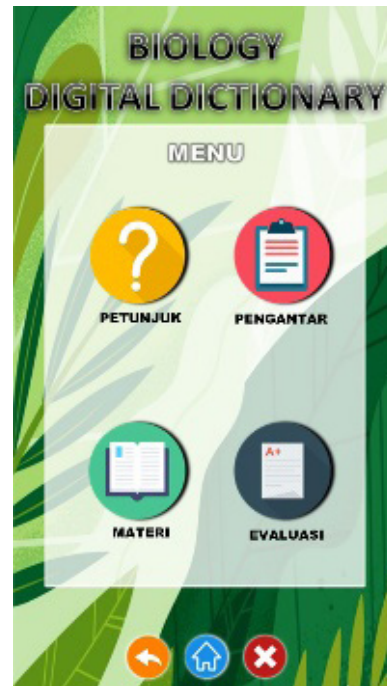 BIOLOGY
DIGITAL DICTIONARY
MENU
PETUNJUK
PENGANTAR
A+
MATERI
EVALUASI